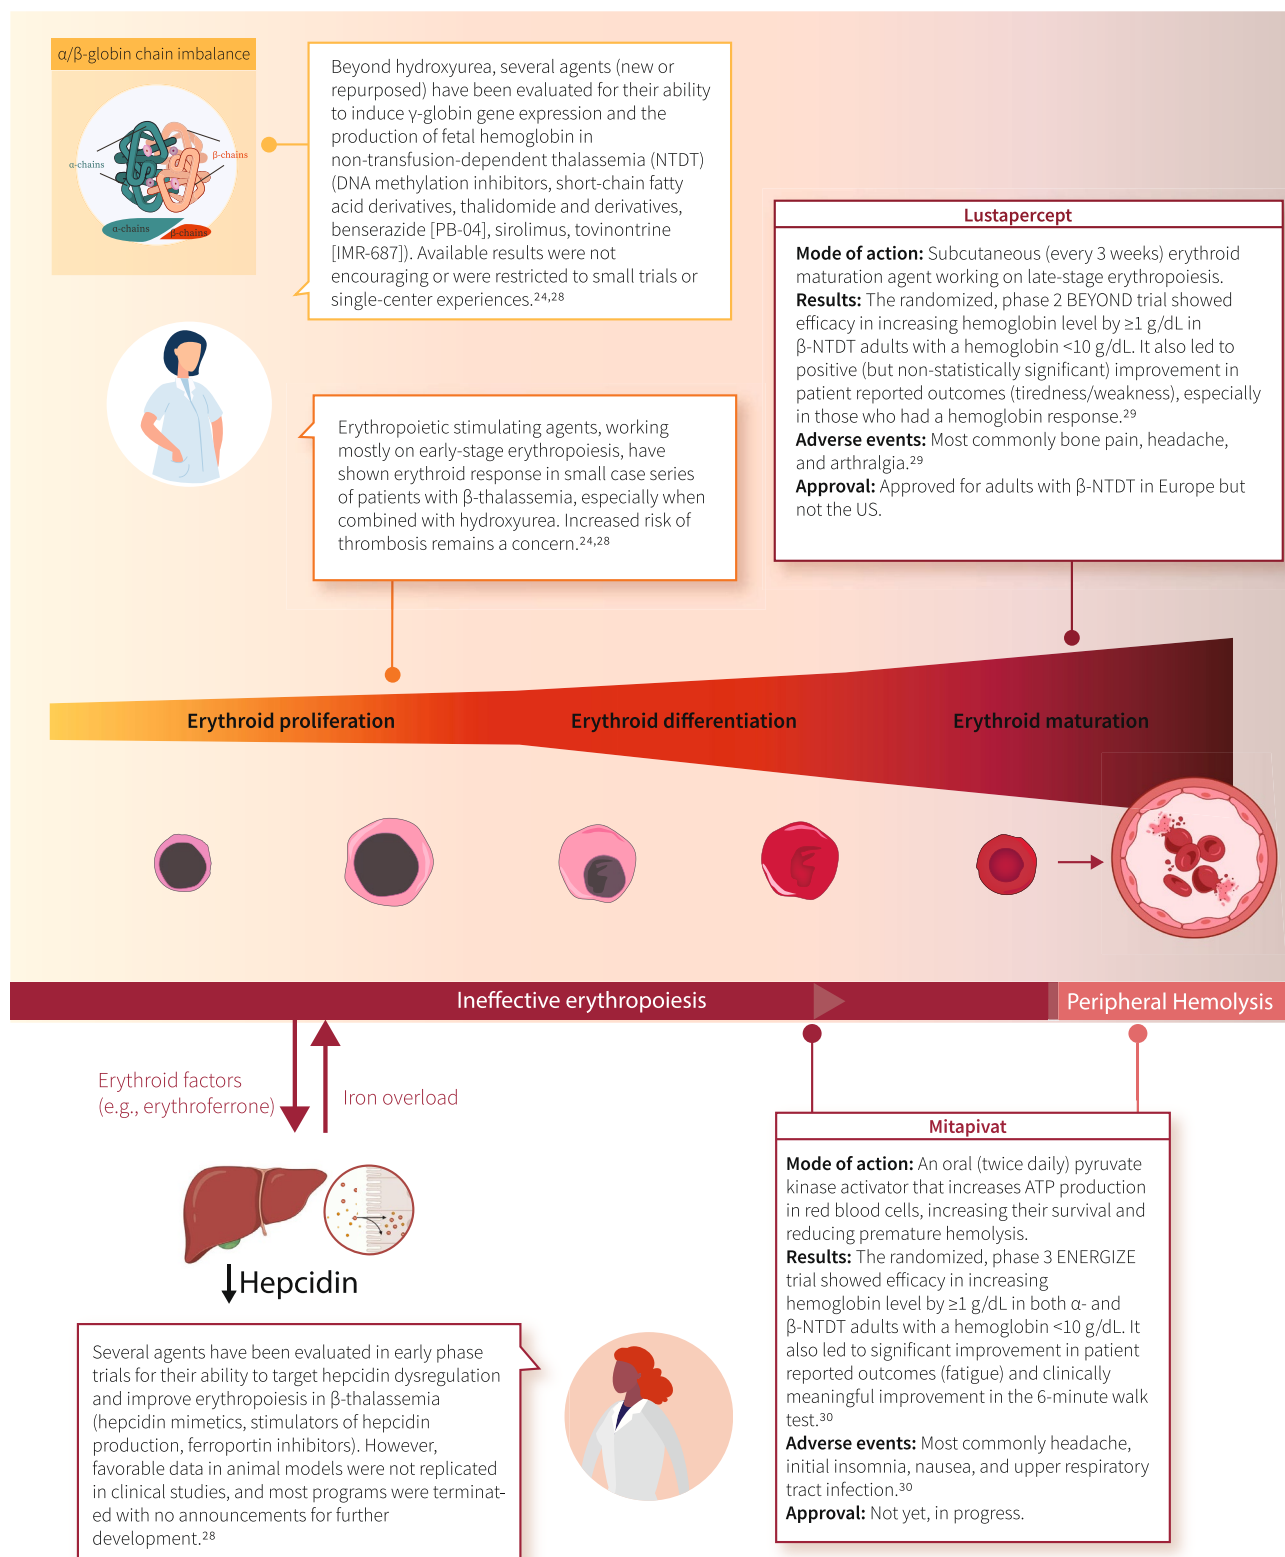 α/β-globin chain imbalance
α-chains
β-chains
α-chains
β-chains
Beyond hydroxyurea, several agents (new or
repurposed) have been evaluated for their ability
to induce γ-globin gene expression and the
production of fetal hemoglobin in
non-transfusion-dependent thalassemia (NTDT)
(DNA methylation inhibitors, short-chain fatty
acid derivatives, thalidomide and derivatives,
benserazide [PB-04], sirolimus, tovinontrine
[IMR-687]). Available results were not
encouraging or were restricted to small trials or
single-center experiences.²⁴,²⁸
Erythropoietic stimulating agents, working
mostly on early-stage erythropoiesis, have
shown erythroid response in small case series
of patients with β-thalassemia, especially when
combined with hydroxyurea. Increased risk of
thrombosis remains a concern.²⁴,²⁸
Lustapercept
Mode of action: Subcutaneous (every 3 weeks) erythroid
maturation agent working on late-stage erythropoiesis.
Results: The randomized, phase 2 BEYOND trial showed
efficacy in increasing hemoglobin level by ≥1 g/dL in
β-NTDT adults with a hemoglobin <10 g/dL. It also led to
positive (but non-statistically significant) improvement in
patient reported outcomes (tiredness/weakness), especially
in those who had a hemoglobin response.²⁹
Adverse events: Most commonly bone pain, headache,
and arthralgia.²⁹
Approval: Approved for adults with β-NTDT in Europe but
not the US.
Erythroid proliferation
Erythroid differentiation
Erythroid maturation
Ineffective erythropoiesis
Peripheral Hemolysis
Erythroid factors
(e.g., erythroferrone)
Iron overload
Hepcidin
Several agents have been evaluated in early phase
trials for their ability to target hepcidin dysregulation
and improve erythropoiesis in β-thalassemia
(hepcidin mimetics, stimulators of hepcidin
production, ferroportin inhibitors). However,
favorable data in animal models were not replicated
in clinical studies, and most programs were terminat-
ed with no announcements for further
development.²⁸
Mitapivat
Mode of action: An oral (twice daily) pyruvate
kinase activator that increases ATP production
in red blood cells, increasing their survival and
reducing premature hemolysis.
Results: The randomized, phase 3 ENERGIZE
trial showed efficacy in increasing
hemoglobin level by ≥1 g/dL in both α- and
β-NTDT adults with a hemoglobin <10 g/dL. It
also led to significant improvement in patient
reported outcomes (fatigue) and clinically
meaningful improvement in the 6-minute walk
test.³⁰
Adverse events: Most commonly headache,
initial insomnia, nausea, and upper respiratory
tract infection.³⁰
Approval: Not yet, in progress.